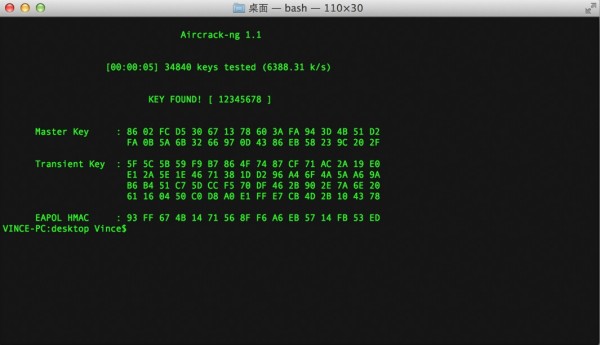 桌面 — bash — 110×30
Aircrack-ng 1.1
[00:00:05] 34840 keys tested (6388.31 k/s)
KEY FOUND! [ 12345678 ]
Master Key     : 86 02 FC D5 30 67 13 78 60 3A FA 94 3D 4B 51 D2
FA 0B 5A 6B 32 66 97 0D 43 86 EB 58 23 9C 20 2F
Transient Key  : 5F 5C 5B 59 F9 B7 86 4F 74 87 CF 71 AC 2A 19 E0
E1 2A 5E 1E 46 71 38 1D D2 96 A4 6F 4A 5A A6 9A
B6 B4 51 C7 5D CC F5 70 DF 46 2B 90 2E 7A 6E 20
61 16 04 50 C0 D8 A0 E1 FF E7 CB 4D 2B 10 43 78
EAPOL HMAC     : 93 FF 67 4B 14 71 56 8F F6 A6 EB 57 14 FB 53 ED
VINCE-PC:desktop Vince$